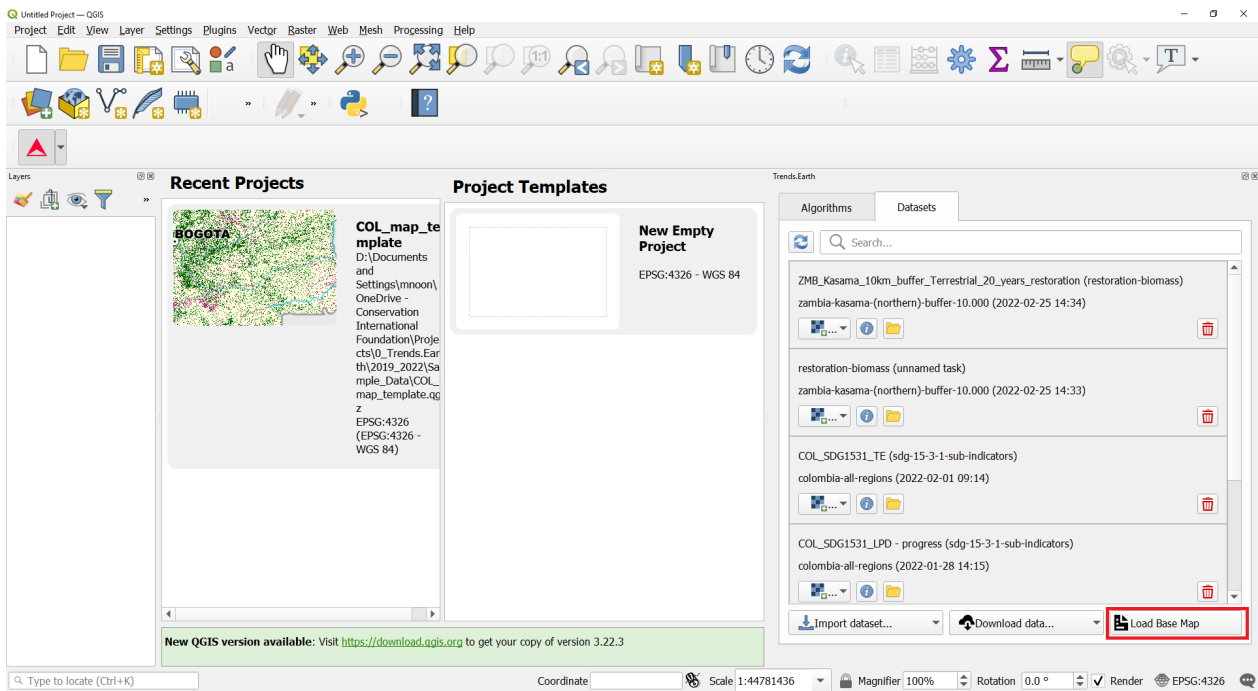 Untitled Project — QGIS
Project Edit View Layer Settings Plugins Vector Raster Web Mesh Processing Help
Layers
Recent Projects
BOGOTA
COL_map_te
mplate
D:\Documents
and
Settings\mnoon\
OneDrive -
Conservation
International
Foundation\Proje
cts\0_Trends.Ear
th\2019_2022\Sa
mple_Data\COL_
map_template.qg
z
EPSG:4326
(EPSG:4326 -
WGS 84)
Project Templates
New Empty
Project
EPSG:4326 - WGS 84
New QGIS version available: Visit https://download.qgis.org to get your copy of version 3.22.3
Trends.Earth
Algorithms Datasets
Search...
ZMB_Kasama_10km_buffer_Terrestrial_20_years_restoration (restoration-biomass)
zambia-kasama-(northern)-buffer-10.000 (2022-02-25 14:34)
...
restoration-biomass (unnamed task)
zambia-kasama-(northern)-buffer-10.000 (2022-02-25 14:33)
...
COL_SDG1531_TE (sdg-15-3-1-sub-indicators)
colombia-all-regions (2022-02-01 09:14)
...
COL_SDG1531_LPD - progress (sdg-15-3-1-sub-indicators)
colombia-all-regions (2022-01-28 14:15)
...
Import dataset... Download data... Load Base Map
Type to locate (Ctrl+K) Coordinate Scale 1:44781436 Magnifier 100% Rotation 0.0 ° Render EPSG:4326